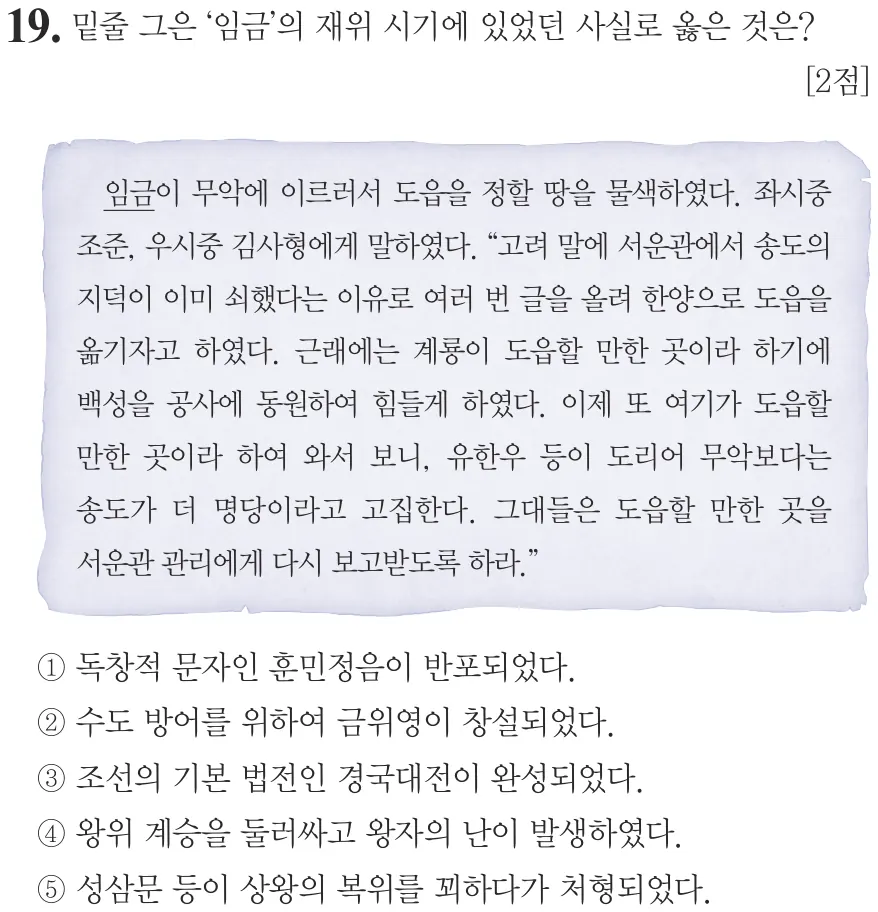 19. 밑줄 그은 ‘임금’의 재위 시기에 있었던 사실로 옳은 것은?
[2점]
임금이 무악에 이르러서 도읍을 정할 땅을 물색하였다. 좌시중
조준, 우시중 김사형에게 말하였다. “고려 말에 서운관에서 송도의
지덕이 이미 쇠했다는 이유로 여러 번 글을 올려 한양으로 도읍을
옮기자고 하였다. 근래에는 계룡이 도읍할 만한 곳이라 하기에
백성을 공사에 동원하여 힘들게 하였다. 이제 또 여기가 도읍할
만한 곳이라 하여 와서 보니, 유한우 등이 도리어 무악보다는
송도가 더 명당이라고 고집한다. 그대들은 도읍할 만한 곳을
서운관 관리에게 다시 보고받도록 하라.”
① 독창적 문자인 훈민정음이 반포되었다.
② 수도 방어를 위하여 금위영이 창설되었다.
③ 조선의 기본 법전인 경국대전이 완성되었다.
④ 왕위 계승을 둘러싸고 왕자의 난이 발생하였다.
⑤ 성삼문 등이 상왕의 복위를 꾀하다가 처형되었다.